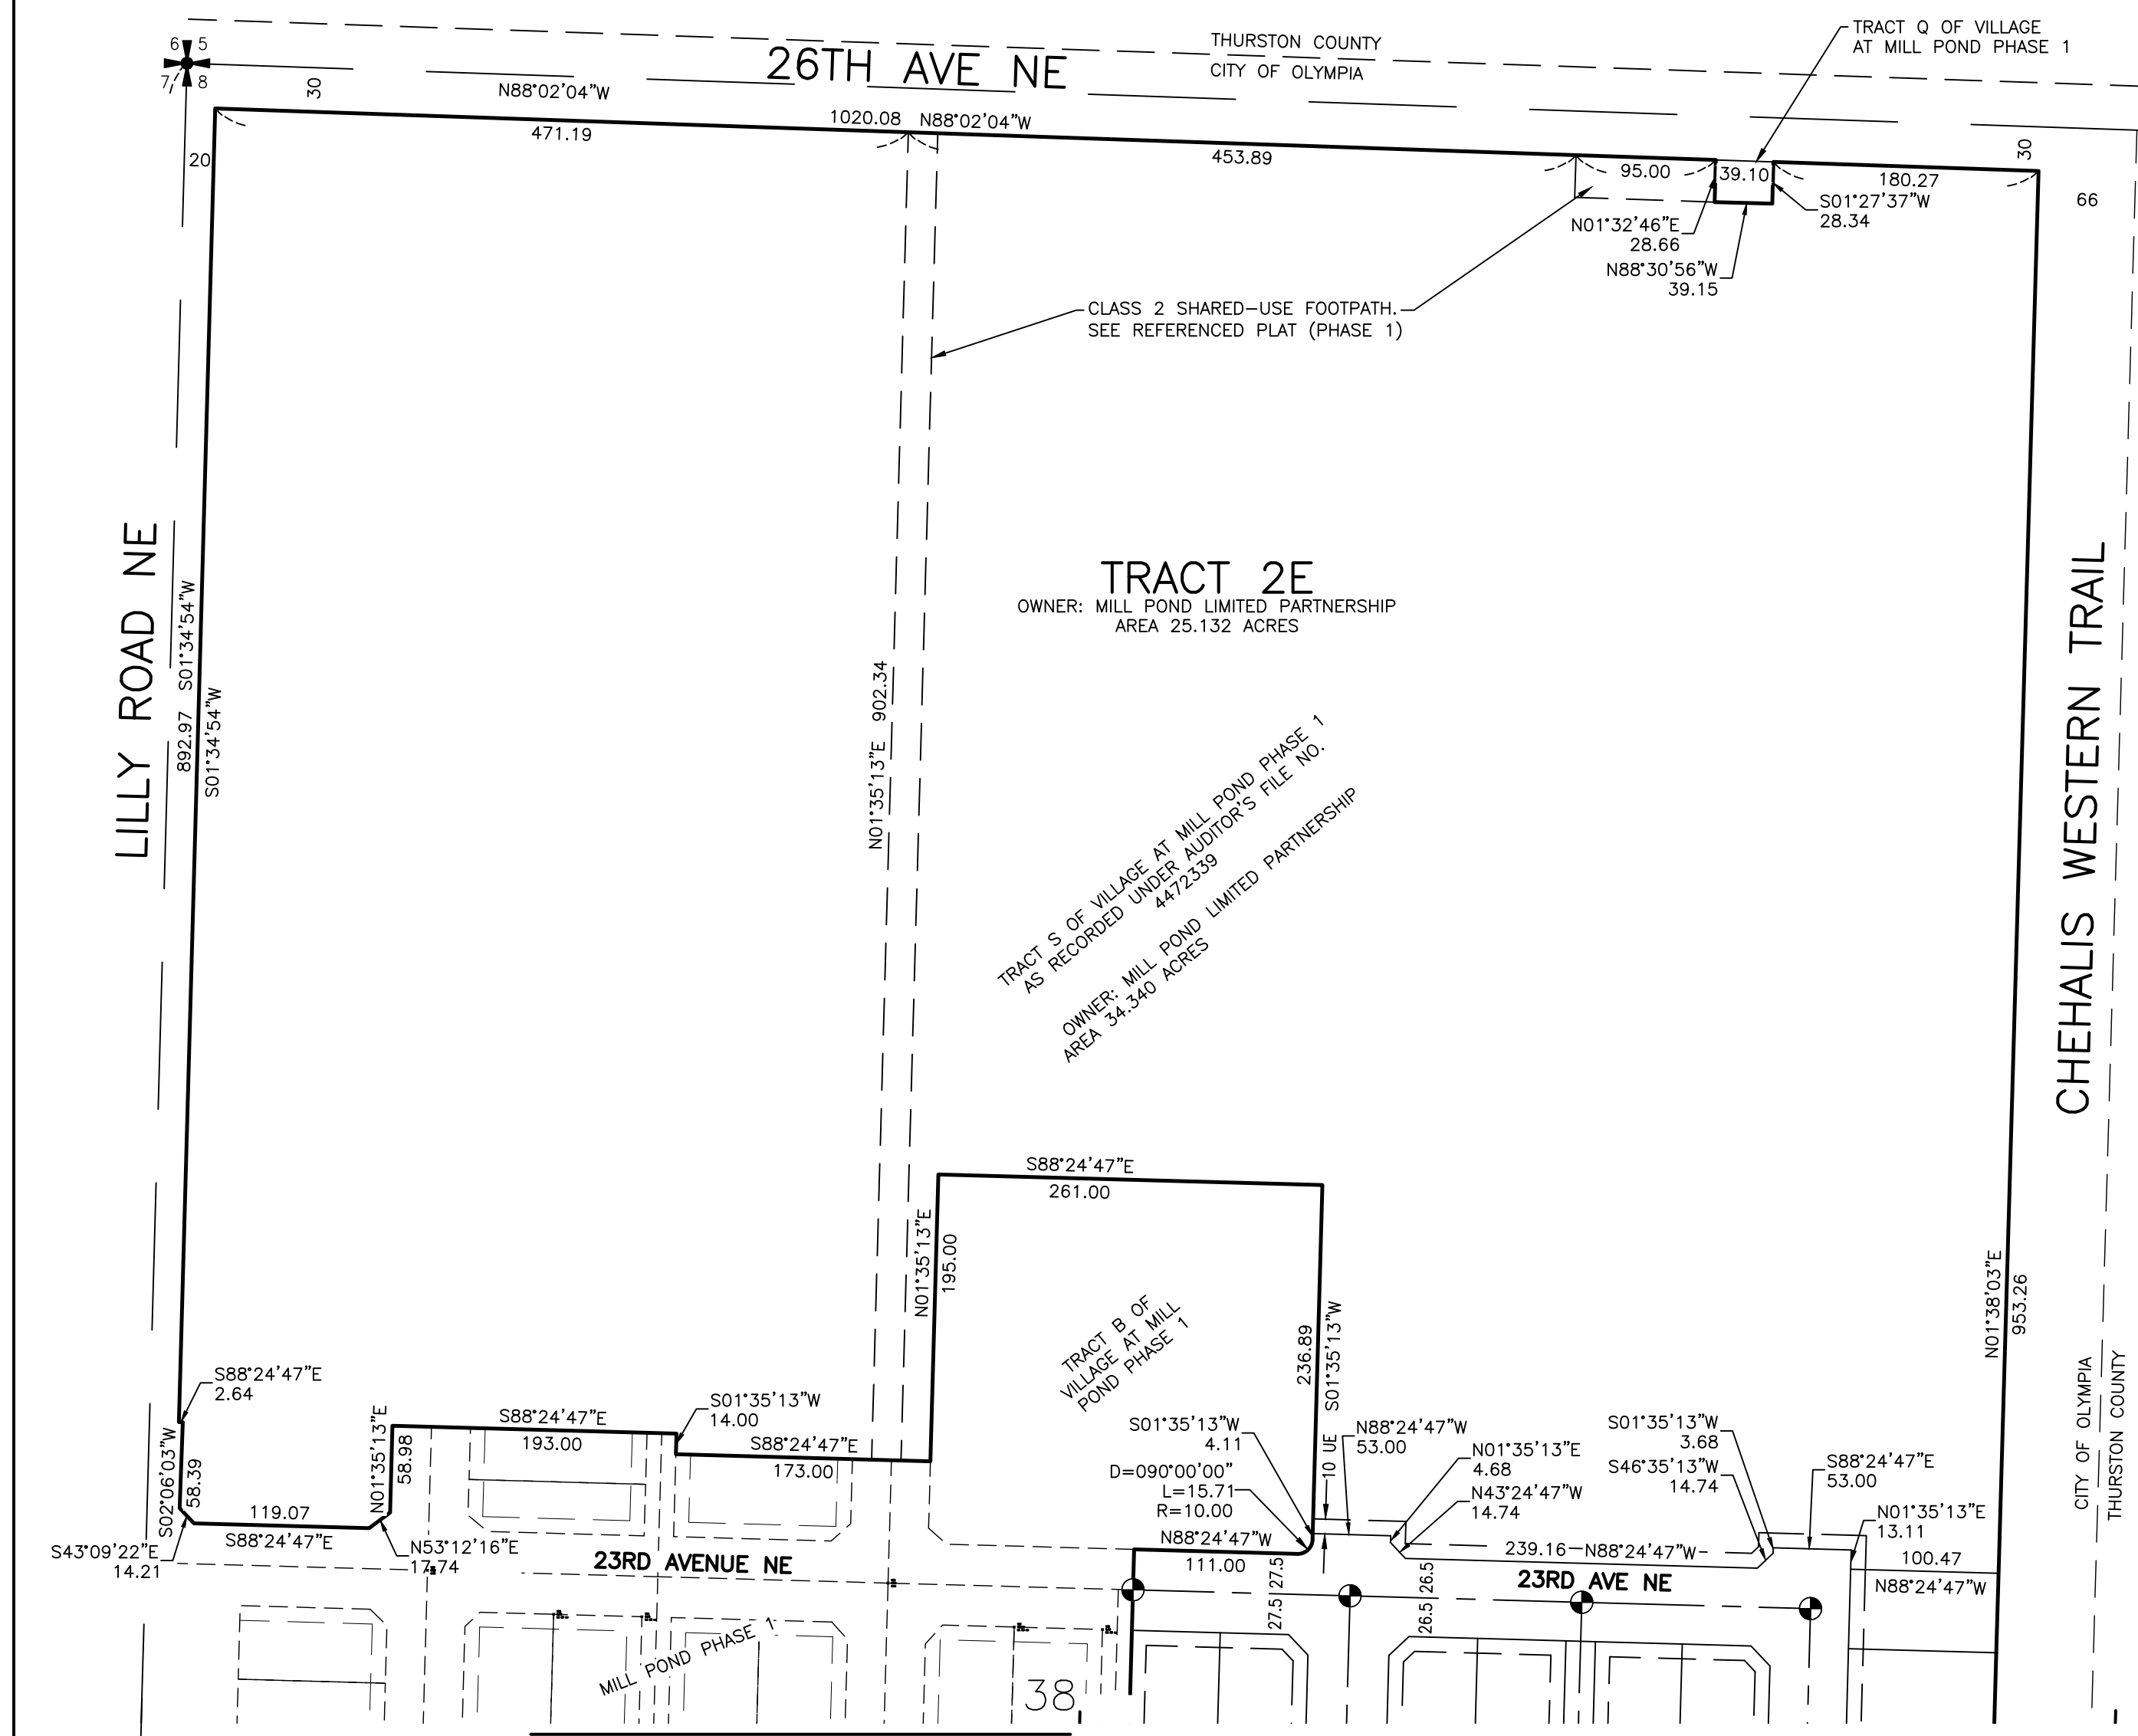 TRACT Q OF VILLAGE
AT MILL POND PHASE 1
THURSTON COUNTY
CITY OF OLYMPIA
26TH AVE NE
6 5
7 8
30
N88°02'04"W
471.19
1020.08 N88°02'04"W
453.89
95.00
39.10
180.27
30
66
20
S01°27'37"W
28.34
N01°32'46"E
28.66
N88°30'56"W
39.15
CLASS 2 SHARED-USE FOOTPATH.
SEE REFERENCED PLAT (PHASE 1)
TRACT 2E
OWNER: MILL POND LIMITED PARTNERSHIP
AREA 25.132 ACRES
LILLY ROAD NE
892.97 S01°34'54"W
S01°34'54"W
N01°35'13"E 902.34
TRACT S OF VILLAGE AT MILL POND PHASE 1
AS RECORDED UNDER AUDITOR'S FILE NO.
4472339
OWNER: MILL POND LIMITED PARTNERSHIP
AREA 34.340 ACRES
CHEHALIS WESTERN TRAIL
S88°24'47"E
261.00
N01°35'13"E
195.00
TRACT B OF
VILLAGE AT MILL
POND PHASE 1
236.89
S01°35'13"W
N01°38'03"E
953.26
CITY OF OLYMPIA
THURSTON COUNTY
S88°24'47"E
2.64
S02°06'03"W
58.39
119.07
S88°24'47"E
S43°09'22"E
14.21
N01°35'13"E
58.98
N53°12'16"E
17.74
S88°24'47"E
193.00
S01°35'13"W
14.00
S88°24'47"E
173.00
S01°35'13"W
4.11
D=090°00'00"
L=15.71
R=10.00
N88°24'47"W
111.00
10 UE
N88°24'47"W
53.00
N01°35'13"E
4.68
N43°24'47"W
14.74
S01°35'13"W
3.68
S46°35'13"W
14.74
S88°24'47"E
53.00
N01°35'13"E
13.11
239.16 N88°24'47"W
100.47
N88°24'47"W
23RD AVENUE NE
23RD AVE NE
27.5 27.5
26.5 26.5
MILL POND PHASE 1
38